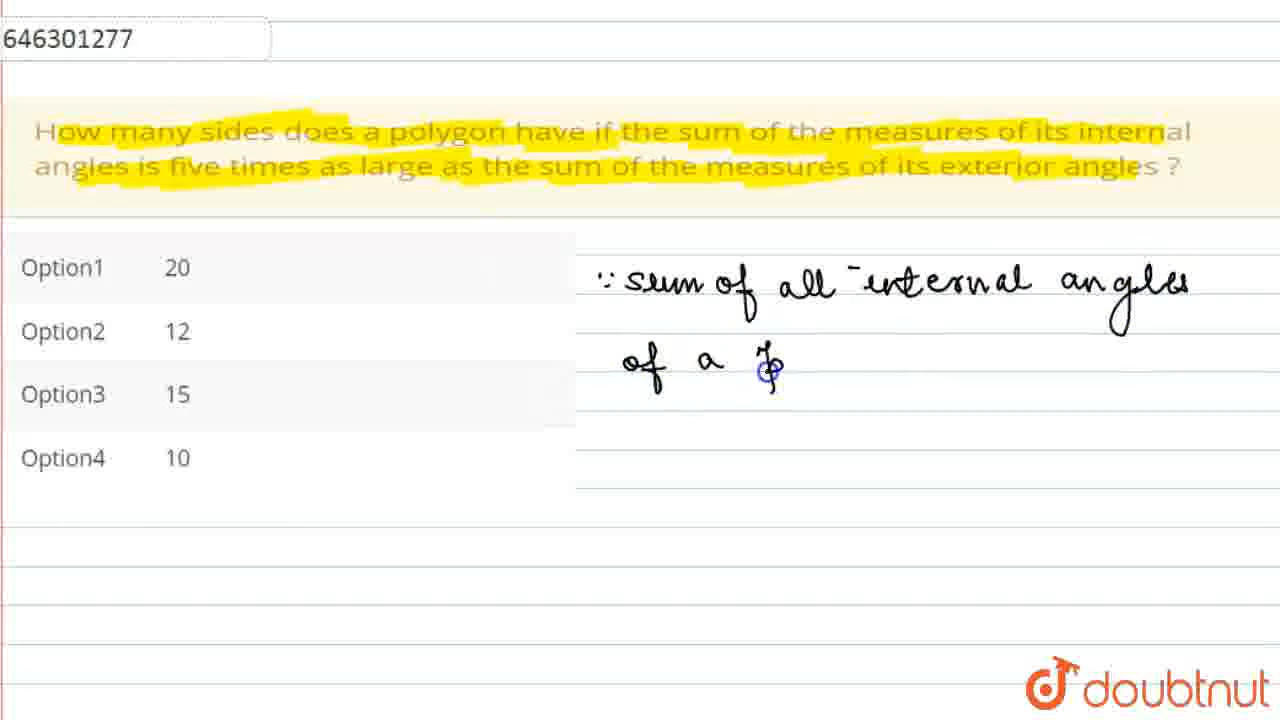 646301277
How many sides does a polygon have if the sum of the measures of its internal
angles is five times as large as the sum of the measures of its exterior angles ?
Option1 20
Option2 12
Option3 15
Option4 10
∵ sum of all internal angles
of a p
doubtnut